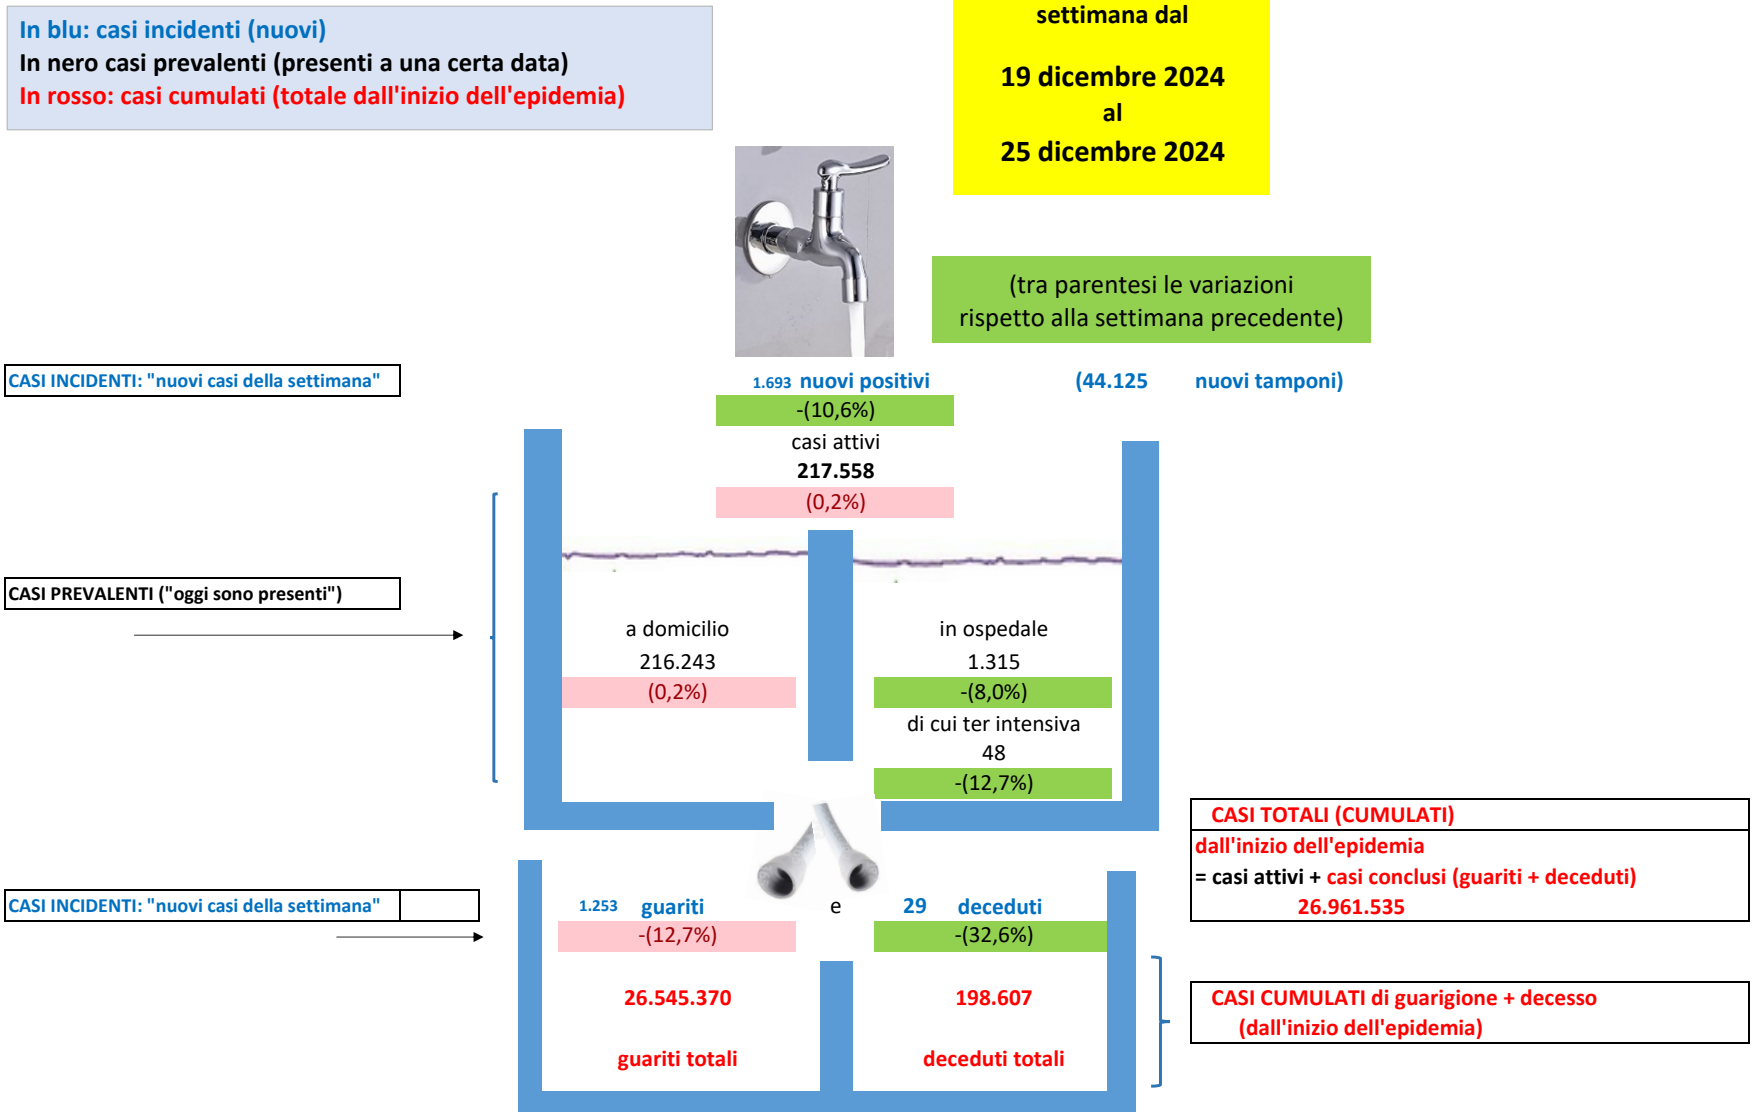 In blu: casi incidenti (nuovi)
In nero casi prevalenti (presenti a una certa data)
In rosso: casi cumulati (totale dall'inizio dell'epidemia)
settimana dal
19 dicembre 2024
al
25 dicembre 2024
(tra parentesi le variazioni
rispetto alla settimana precedente)
CASI INCIDENTI: "nuovi casi della settimana"
1.693 nuovi positivi
(44.125 nuovi tamponi)
-(10,6%)
casi attivi
217.558
(0,2%)
CASI PREVALENTI ("oggi sono presenti")
a domicilio
216.243
(0,2%)
in ospedale
1.315
-(8,0%)
di cui ter intensiva
48
-(12,7%)
CASI TOTALI (CUMULATI)
dall'inizio dell'epidemia
= casi attivi + casi conclusi (guariti + deceduti)
26.961.535
CASI INCIDENTI: "nuovi casi della settimana"
1.253 guariti
e
29 deceduti
-(12,7%)
-(32,6%)
26.545.370
198.607
guariti totali
deceduti totali
CASI CUMULATI di guarigione + decesso
(dall'inizio dell'epidemia)